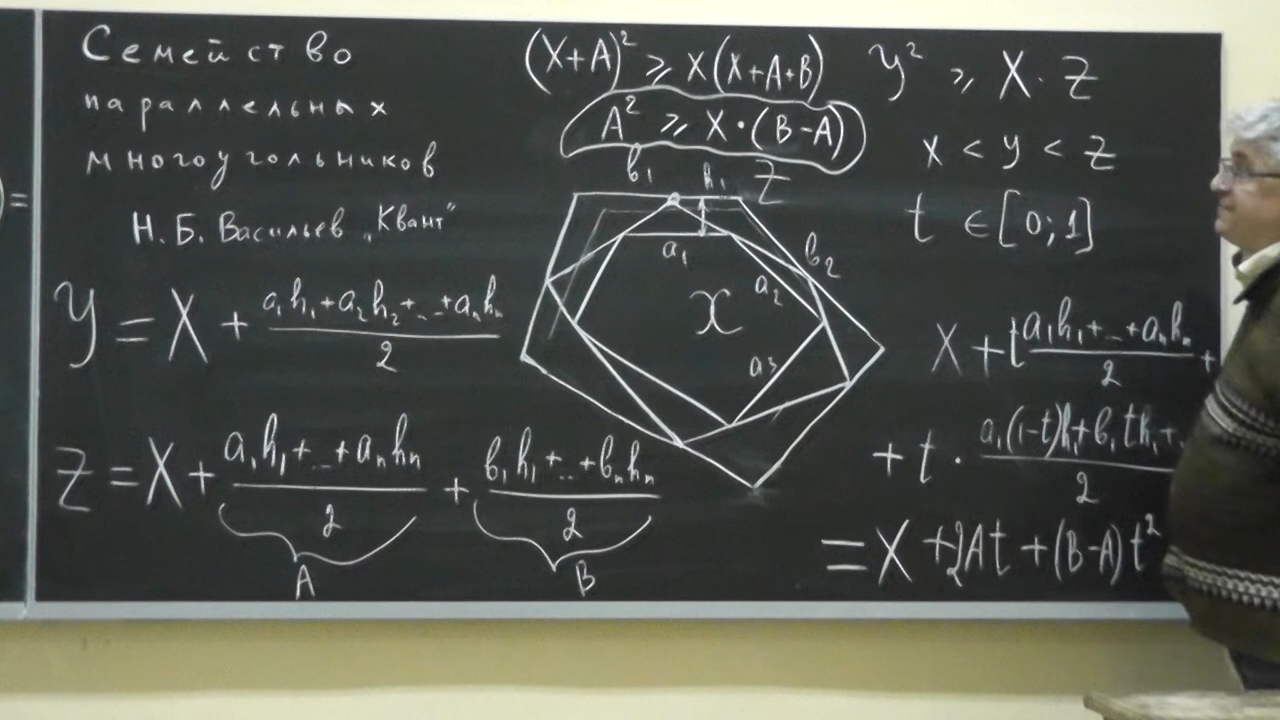 Семейство
параллельных
многоугольников
Н. Б. Васильев „Квант“
(X+A)² ⩾ X(X+A+B)
A² ⩾ X·(B-A)
y² ⩾ X·Z
x < y < z
t ∈ [0;1]
y = X + (a₁h₁+a₂h₂+...+aₙhₙ)/2
Z = X + (a₁h₁+...+aₙhₙ)/2 + (b₁h₁+...+bₙhₙ)/2
A B
b₁ h₁ Z
a₁ b₂
a₂
X
a₃
X + t (a₁h₁+...+aₙhₙ)/2 +
+ t · (a₁(1-t)h₁+b₁th₁+.)/2
= X + 2At + (B-A)t²
) =